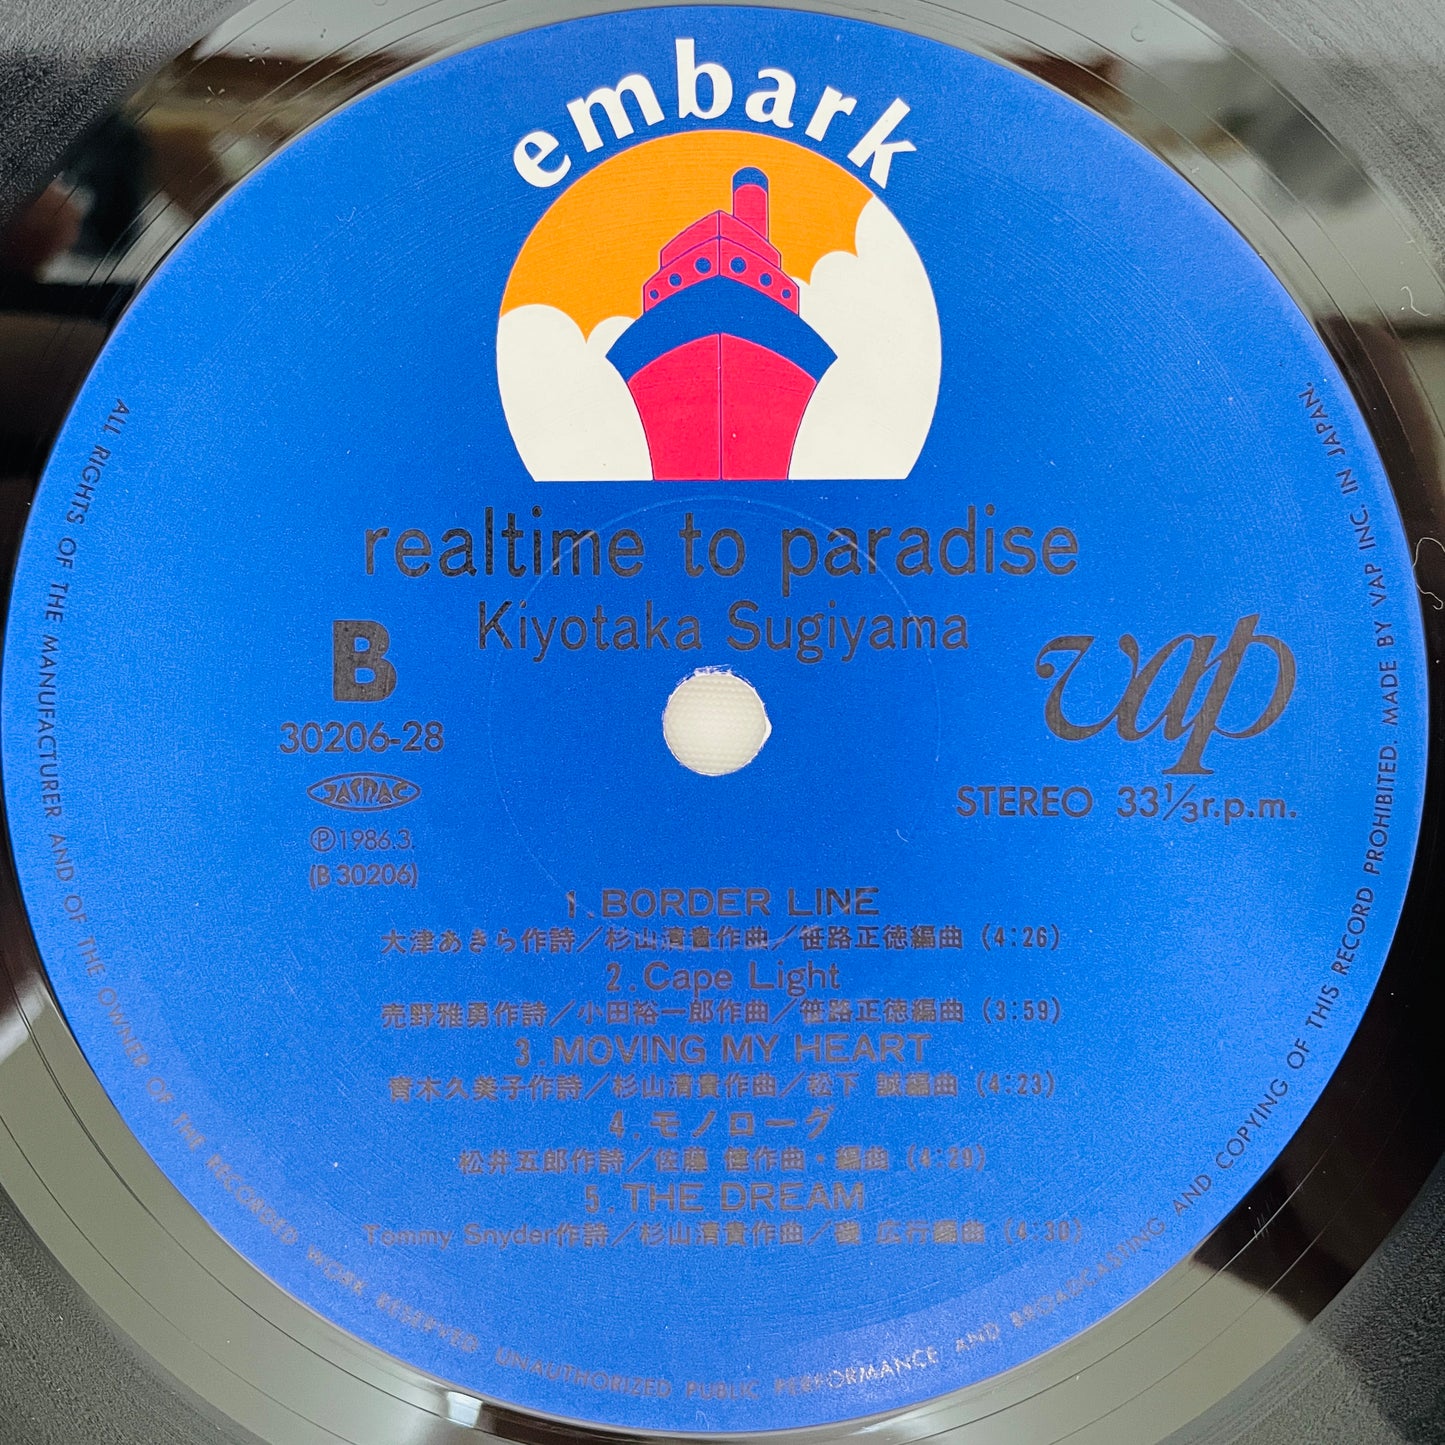 embark
realtime to paradise
Kiyotaka Sugiyama
B
30206-28
JASRAC
Ⓟ1986.3.
(B 30206)
vap
STEREO 33⅓r.p.m.
1.BORDER LINE
大津あきら作詩／杉山清貴作曲／笹路正徳編曲 (4:26)
2.Cape Light
売野雅勇作詩／小田裕一郎作曲／笹路正徳編曲 (3:59)
3.MOVING MY HEART
青木久美子作詩／杉山清貴作曲／松下 誠編曲 (4:23)
4.モノローグ
松井五郎作詩／佐藤 健作曲・編曲 (4:29)
5.THE DREAM
Tommy Snyder作詩／杉山清貴作曲／磯 広行編曲 (4:30)
ALL RIGHTS OF THE MANUFACTURER AND OF THE OWNER OF THE RECORDED WORK RESERVED. UNAUTHORIZED PUBLIC PERFORMANCE AND BROADCASTING AND COPYING OF THIS RECORD PROHIBITED. MADE BY VAP INC. IN JAPAN.